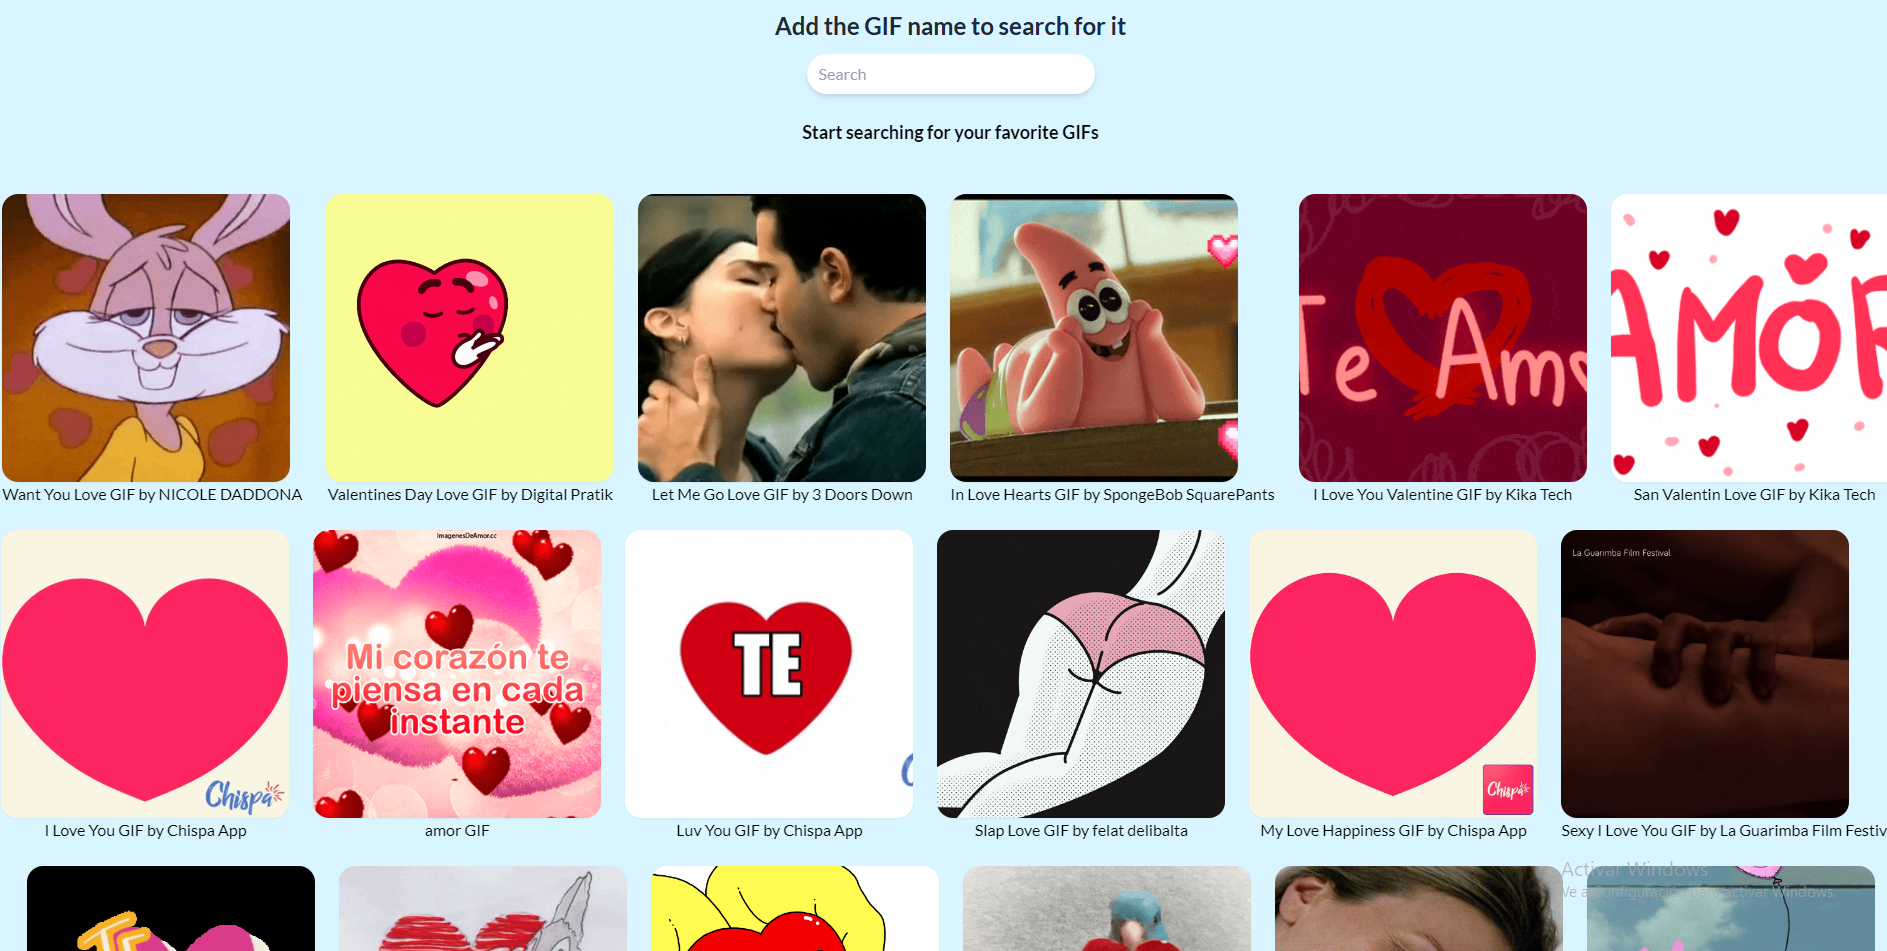 Add the GIF name to search for it
Search
Start searching for your favorite GIFs
Te Amo
AMOR
Want You Love GIF by NICOLE DADDONA
Valentines Day Love GIF by Digital Pratik
Let Me Go Love GIF by 3 Doors Down
In Love Hearts GIF by SpongeBob SquarePants
I Love You Valentine GIF by Kika Tech
San Valentin Love GIF by Kika Tech
ImagenesDeAmor.cc
Mi corazón te
piensa en cada
instante
TE
La Guarimba Film Festival
Chispa
Chispa
I Love You GIF by Chispa App
amor GIF
Luv You GIF by Chispa App
Slap Love GIF by felat delibalta
My Love Happiness GIF by Chispa App
Sexy I Love You GIF by La Guarimba Film Festiv
Activar Windows
Ve a Configuración para activar Windows.
TE